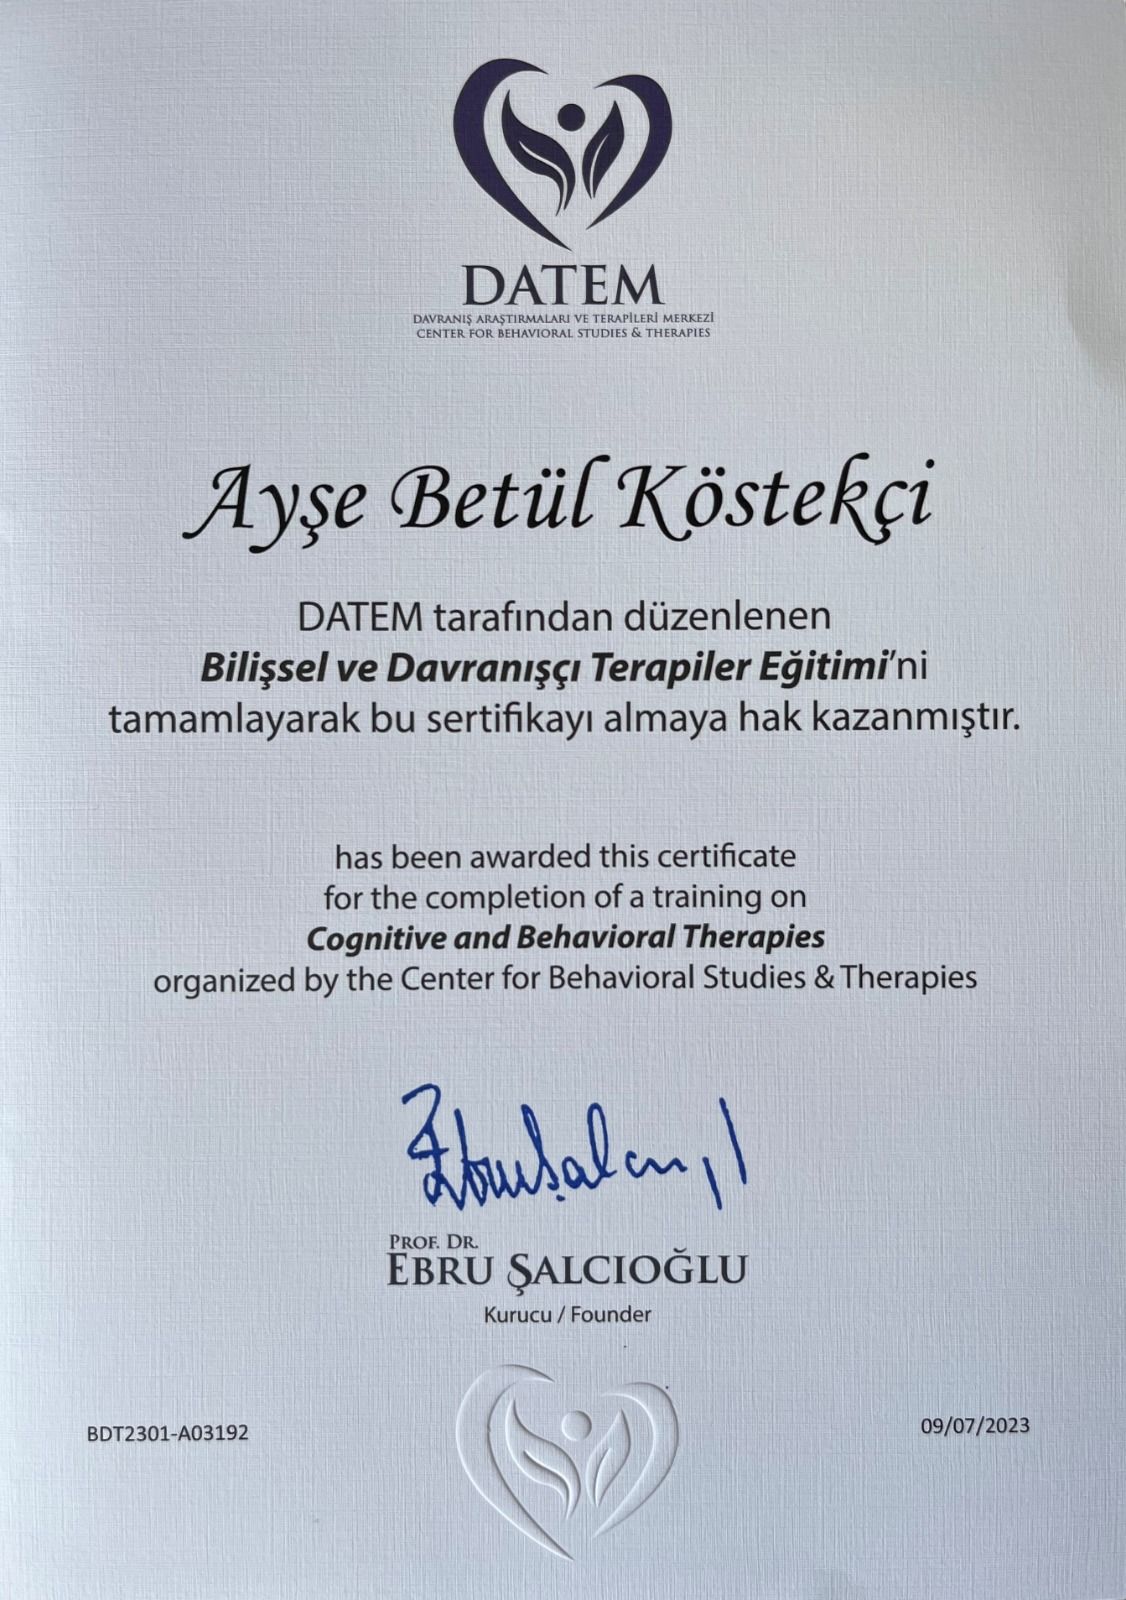 DATEM
DAVRANIŞ ARAŞTIRMALARI VE TERAPİLERİ MERKEZİ
CENTER FOR BEHAVIORAL STUDIES & THERAPIES
Ayşe Betül Köstekçi
DATEM tarafından düzenlenen
Bilişsel ve Davranışçı Terapiler Eğitimi'ni
tamamlayarak bu sertifikayı almaya hak kazanmıştır.
has been awarded this certificate
for the completion of a training on
Cognitive and Behavioral Therapies
organized by the Center for Behavioral Studies & Therapies
PROF. DR.
EBRU ŞALCIOĞLU
Kurucu / Founder
BDT2301-A03192
09/07/2023